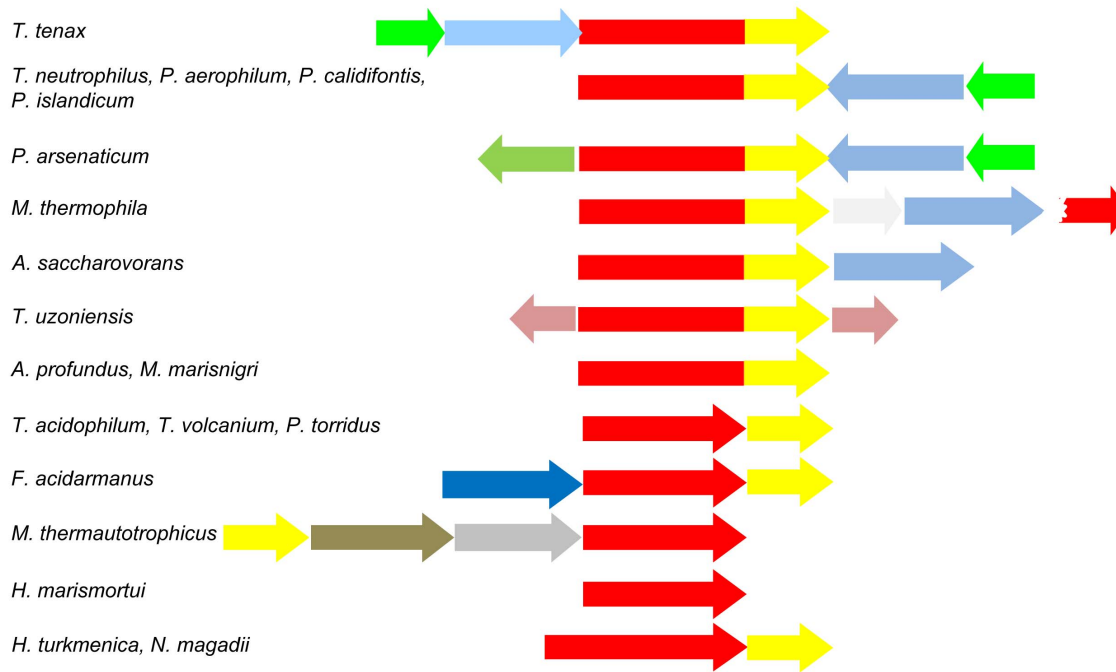 T. tenax
T. neutrophilus, P. aerophilum, P. calidifontis,
P. islandicum
P. arsenaticum
M. thermophila
A. saccharovorans
T. uzoniensis
A. profundus, M. marisnigri
T. acidophilum, T. volcanium, P. torridus
F. acidarmanus
M. thermautotrophicus
H. marismortui
H. turkmenica, N. magadii